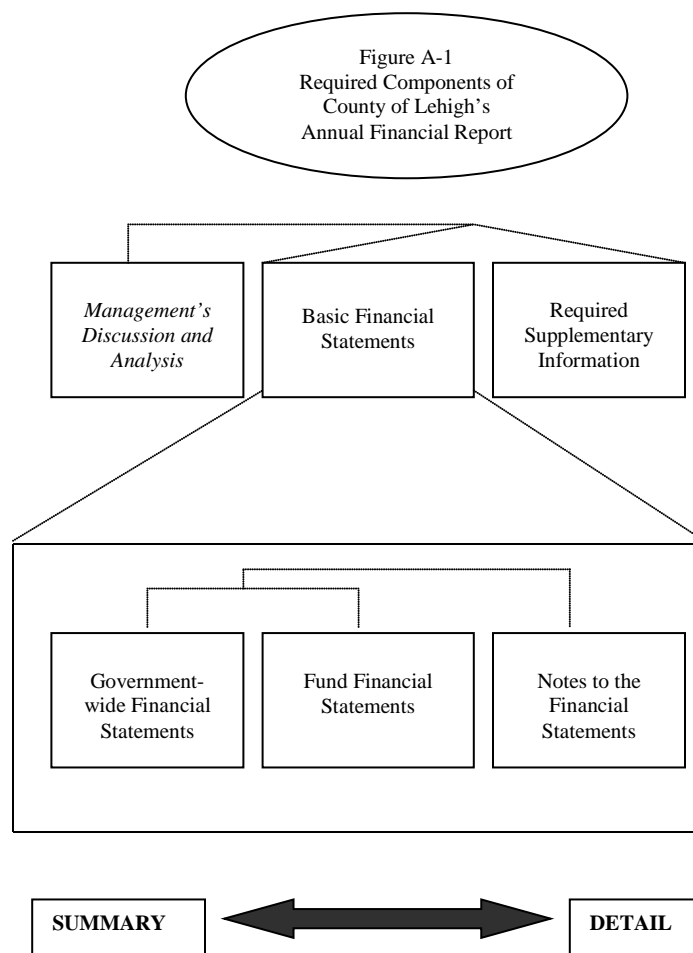 Figure A-1
Required Components of
County of Lehigh’s
Annual Financial Report
Management’s
Discussion and
Analysis
Basic Financial
Statements
Required
Supplementary
Information
Government-
wide Financial
Statements
Fund Financial
Statements
Notes to the
Financial
Statements
SUMMARY
DETAIL